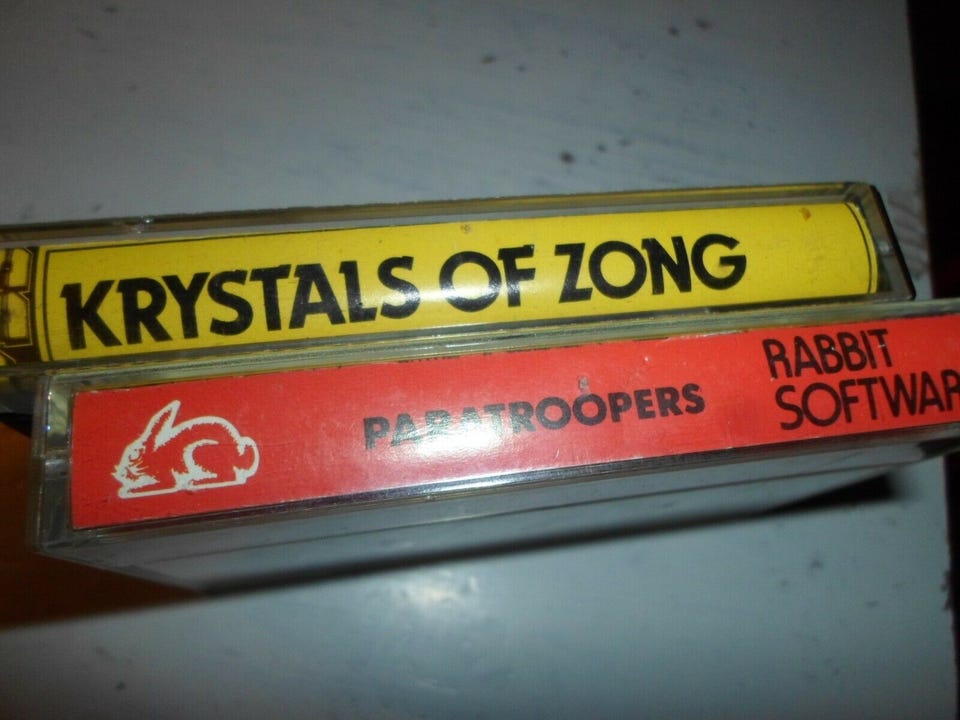 KRYSTALS OF ZONG
PARATROOPERS
RABBIT
SOFTWAR